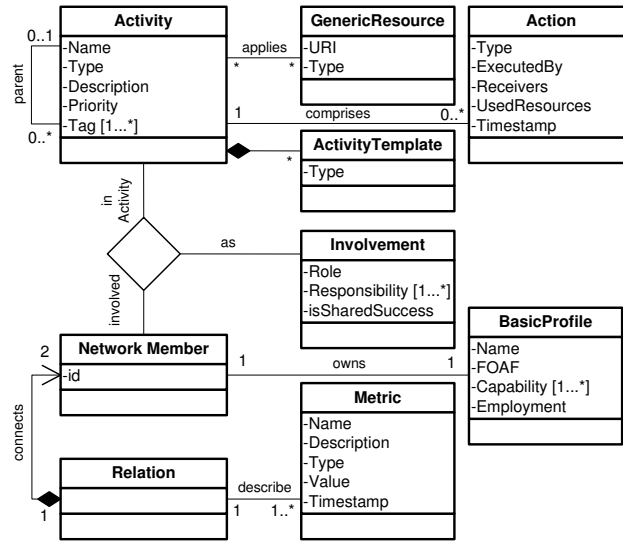 Activity
-Name
-Type
-Description
-Priority
-Tag [1...*]
0..1
parent
0..*
applies
*
*
GenericResource
-URI
-Type
Action
-Type
-ExecutedBy
-Receivers
-UsedResources
-Timestamp
1
comprises
0..*
ActivityTemplate
-Type
*
in
Activity
as
involved
Involvement
-Role
-Responsibility [1...*]
-isSharedSuccess
Network Member
-id
2
1
owns
1
BasicProfile
-Name
-FOAF
-Capability [1...*]
-Employment
connects
Metric
-Name
-Description
-Type
-Value
-Timestamp
Relation
1
describe
1
1..*